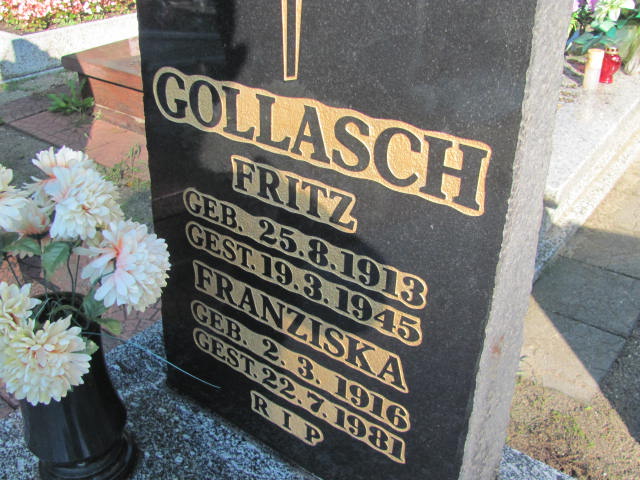 GOLLASCH
FRITZ
GEB. 25.8.1913
GEST. 19.3.1945
FRANZISKA
GEB. 2.3.1916
GEST. 22.7.1981
R I P